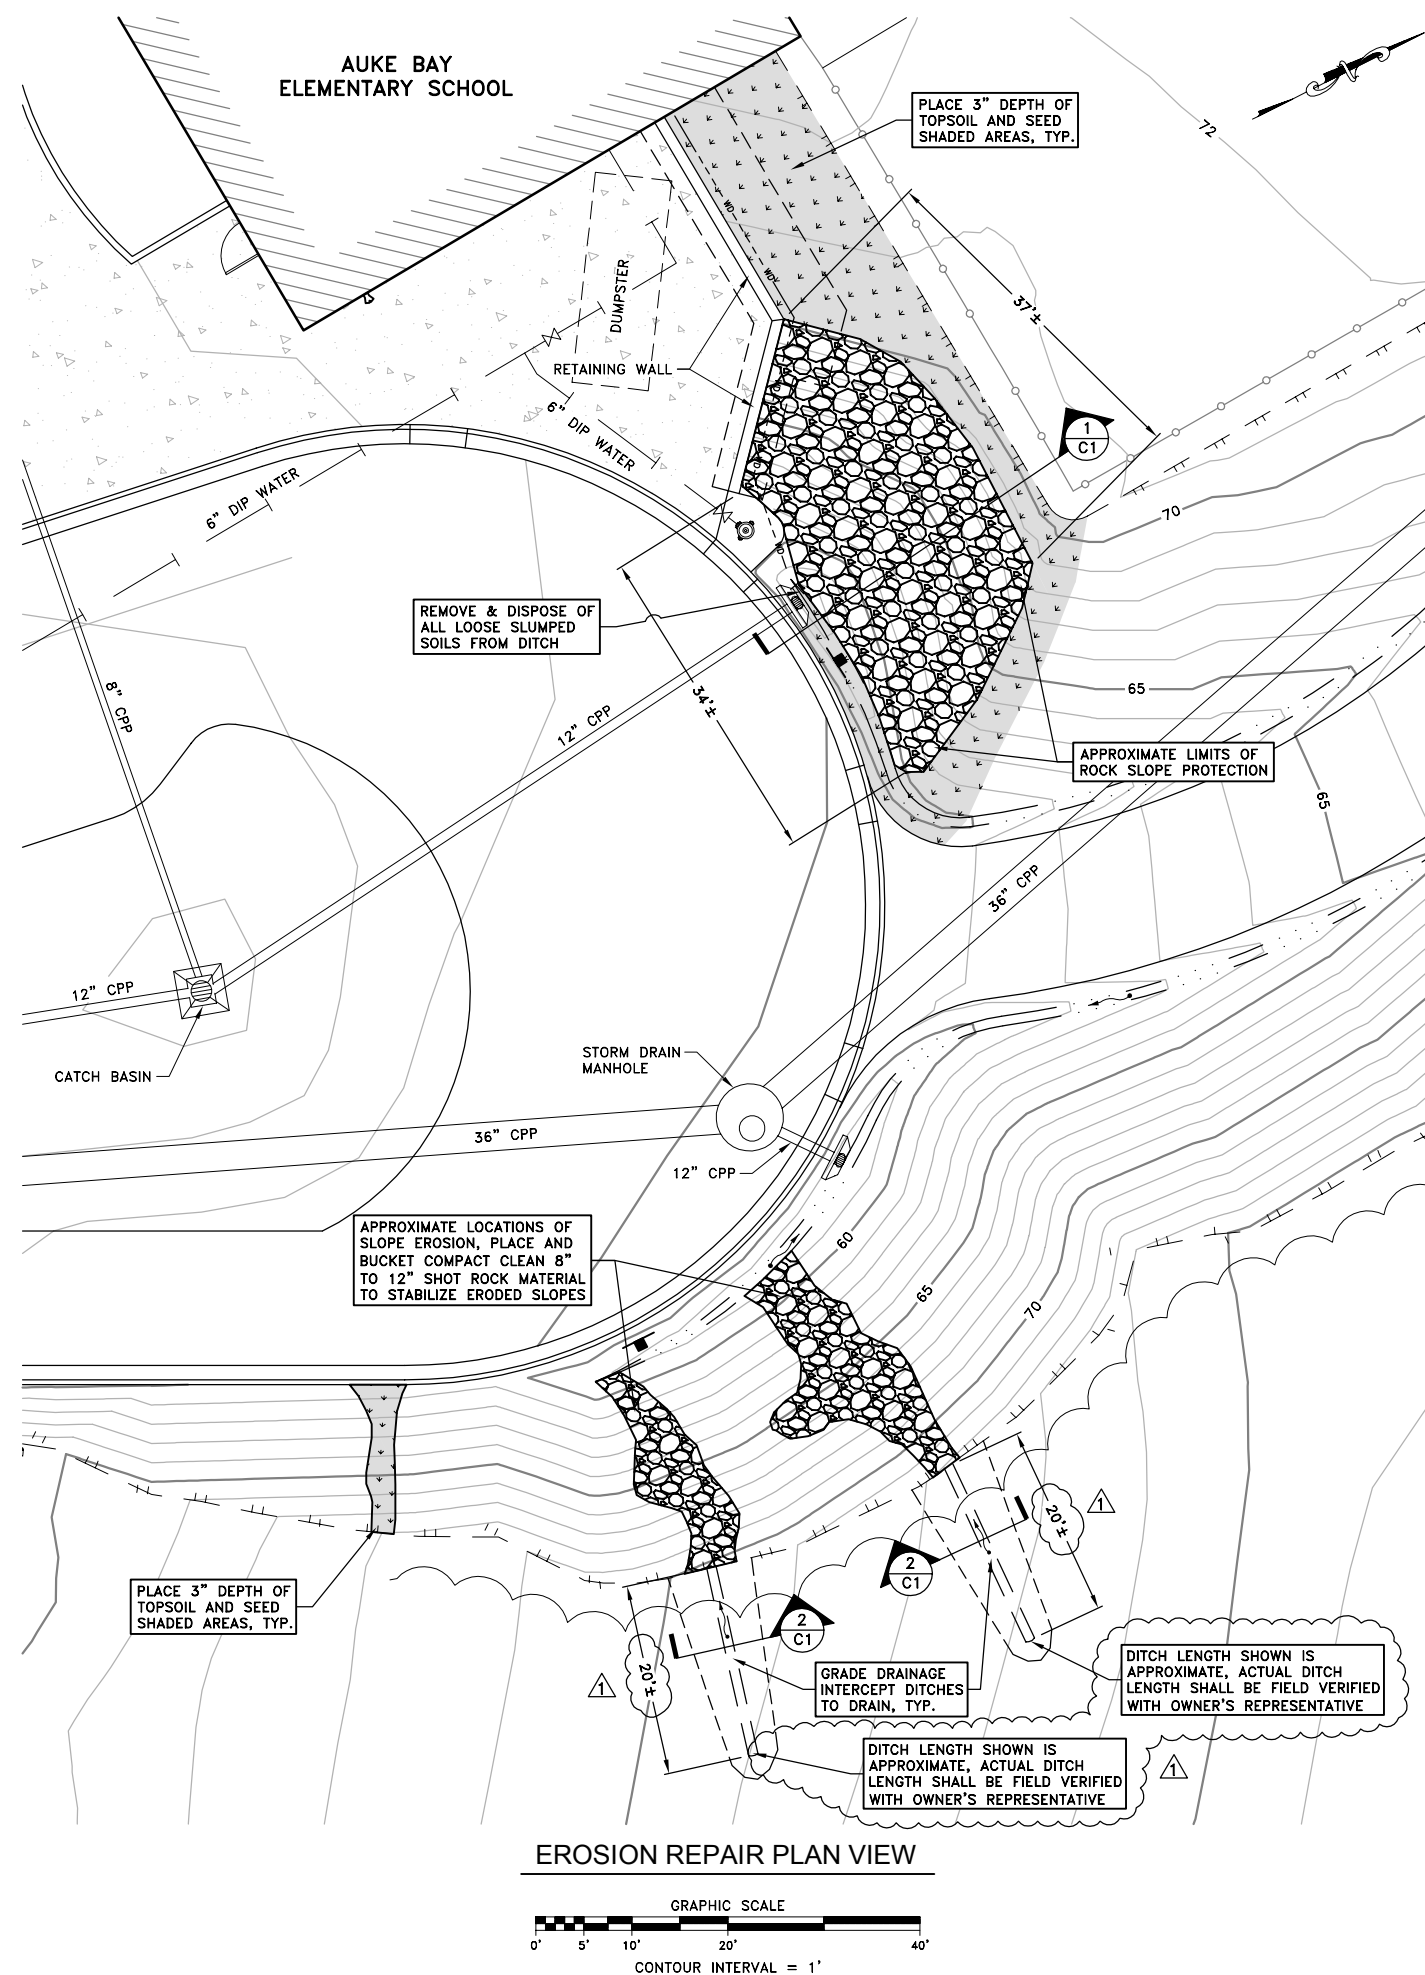 AUKE BAY
ELEMENTARY SCHOOL
PLACE 3" DEPTH OF
TOPSOIL AND SEED
SHADED AREAS, TYP.
N
72
WD
WD
37'±
DUMPSTER
RETAINING WALL
6" DIP WATER
6" DIP WATER
1
C1
70
WD
REMOVE & DISPOSE OF
ALL LOOSE SLUMPED
SOILS FROM DITCH
8" CPP
34'±
12" CPP
65
APPROXIMATE LIMITS OF
ROCK SLOPE PROTECTION
65
36" CPP
12" CPP
CATCH BASIN
STORM DRAIN
MANHOLE
36" CPP
12" CPP
APPROXIMATE LOCATIONS OF
SLOPE EROSION, PLACE AND
BUCKET COMPACT CLEAN 8"
TO 12" SHOT ROCK MATERIAL
TO STABILIZE ERODED SLOPES
60
65
70
20'±
1
2
C1
PLACE 3" DEPTH OF
TOPSOIL AND SEED
SHADED AREAS, TYP.
2
C1
1
20'±
GRADE DRAINAGE
INTERCEPT DITCHES
TO DRAIN, TYP.
DITCH LENGTH SHOWN IS
APPROXIMATE, ACTUAL DITCH
LENGTH SHALL BE FIELD VERIFIED
WITH OWNER'S REPRESENTATIVE
DITCH LENGTH SHOWN IS
APPROXIMATE, ACTUAL DITCH
LENGTH SHALL BE FIELD VERIFIED
WITH OWNER'S REPRESENTATIVE
1
EROSION REPAIR PLAN VIEW
GRAPHIC SCALE
0' 5' 10' 20' 40'
CONTOUR INTERVAL = 1'